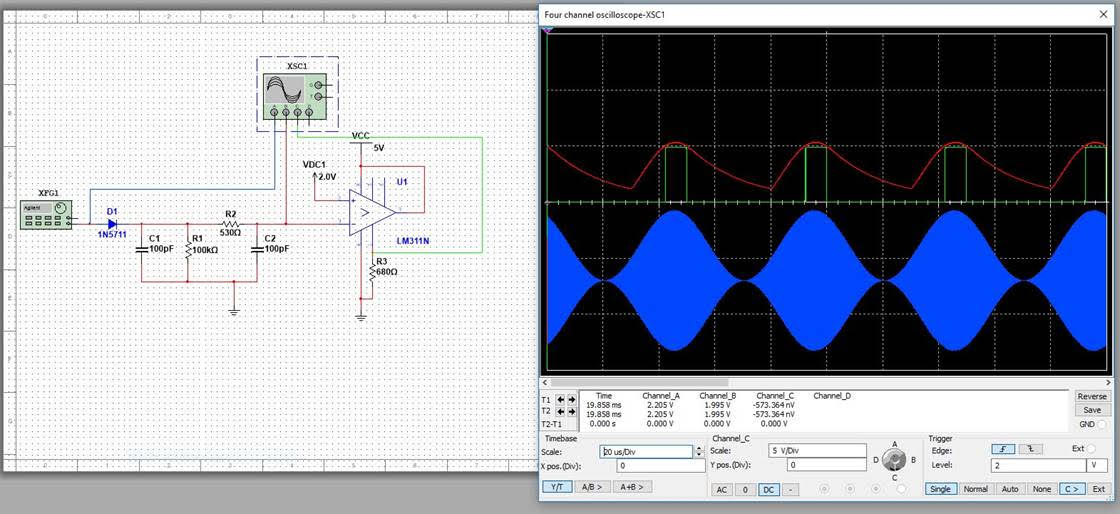 Four channel oscilloscope-XSC1
XSC1
VCC
5V
VDC1
2.0V
XFG1
Agilent
D1
1N5711
C1
100pF
R1
100kΩ
R2
530Ω
C2
100pF
U1
LM311N
R3
680Ω
Time Channel_A Channel_B Channel_C Channel_D
T1 19.858 ms 2.205 V 1.995 V -573.364 nV
T2 19.858 ms 2.205 V 1.995 V -573.364 nV
T2-T1 0.000 s 0.000 V 0.000 V 0.000 V
Reverse
Save
GND
Timebase
Scale: 20 us/Div
X pos.(Div): 0
Y/T A/B > A+B >
Channel_C
Scale: 5 V/Div
Y pos.(Div): 0
AC 0 DC -
A
D B
C
Trigger
Edge: Ext
Level: 2 V
Single Normal Auto None C > Ext